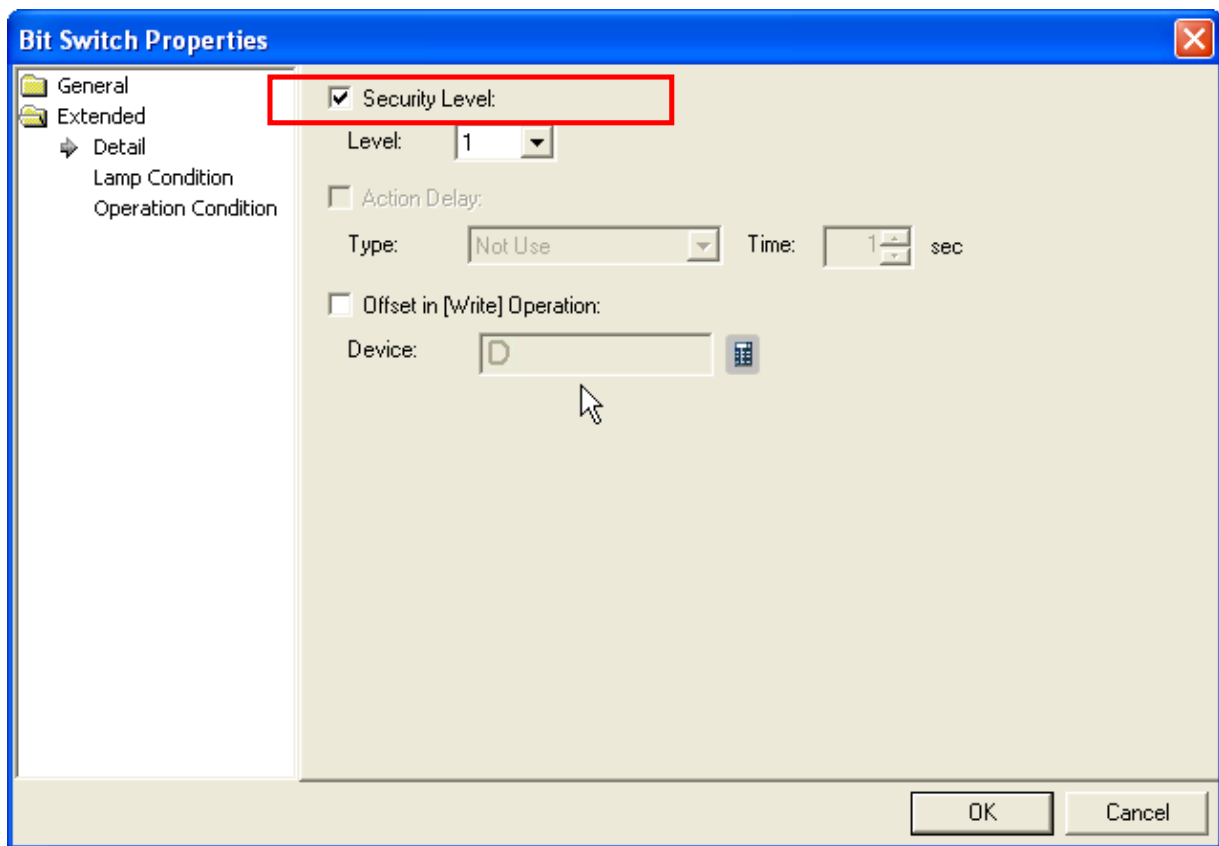 Bit Switch Properties
General
Extended
Detail
Lamp Condition
Operation Condition
Security Level:
Level: 1
Action Delay:
Type: Not Use Time: 1 sec
Offset in [Write] Operation:
Device: D
OK Cancel